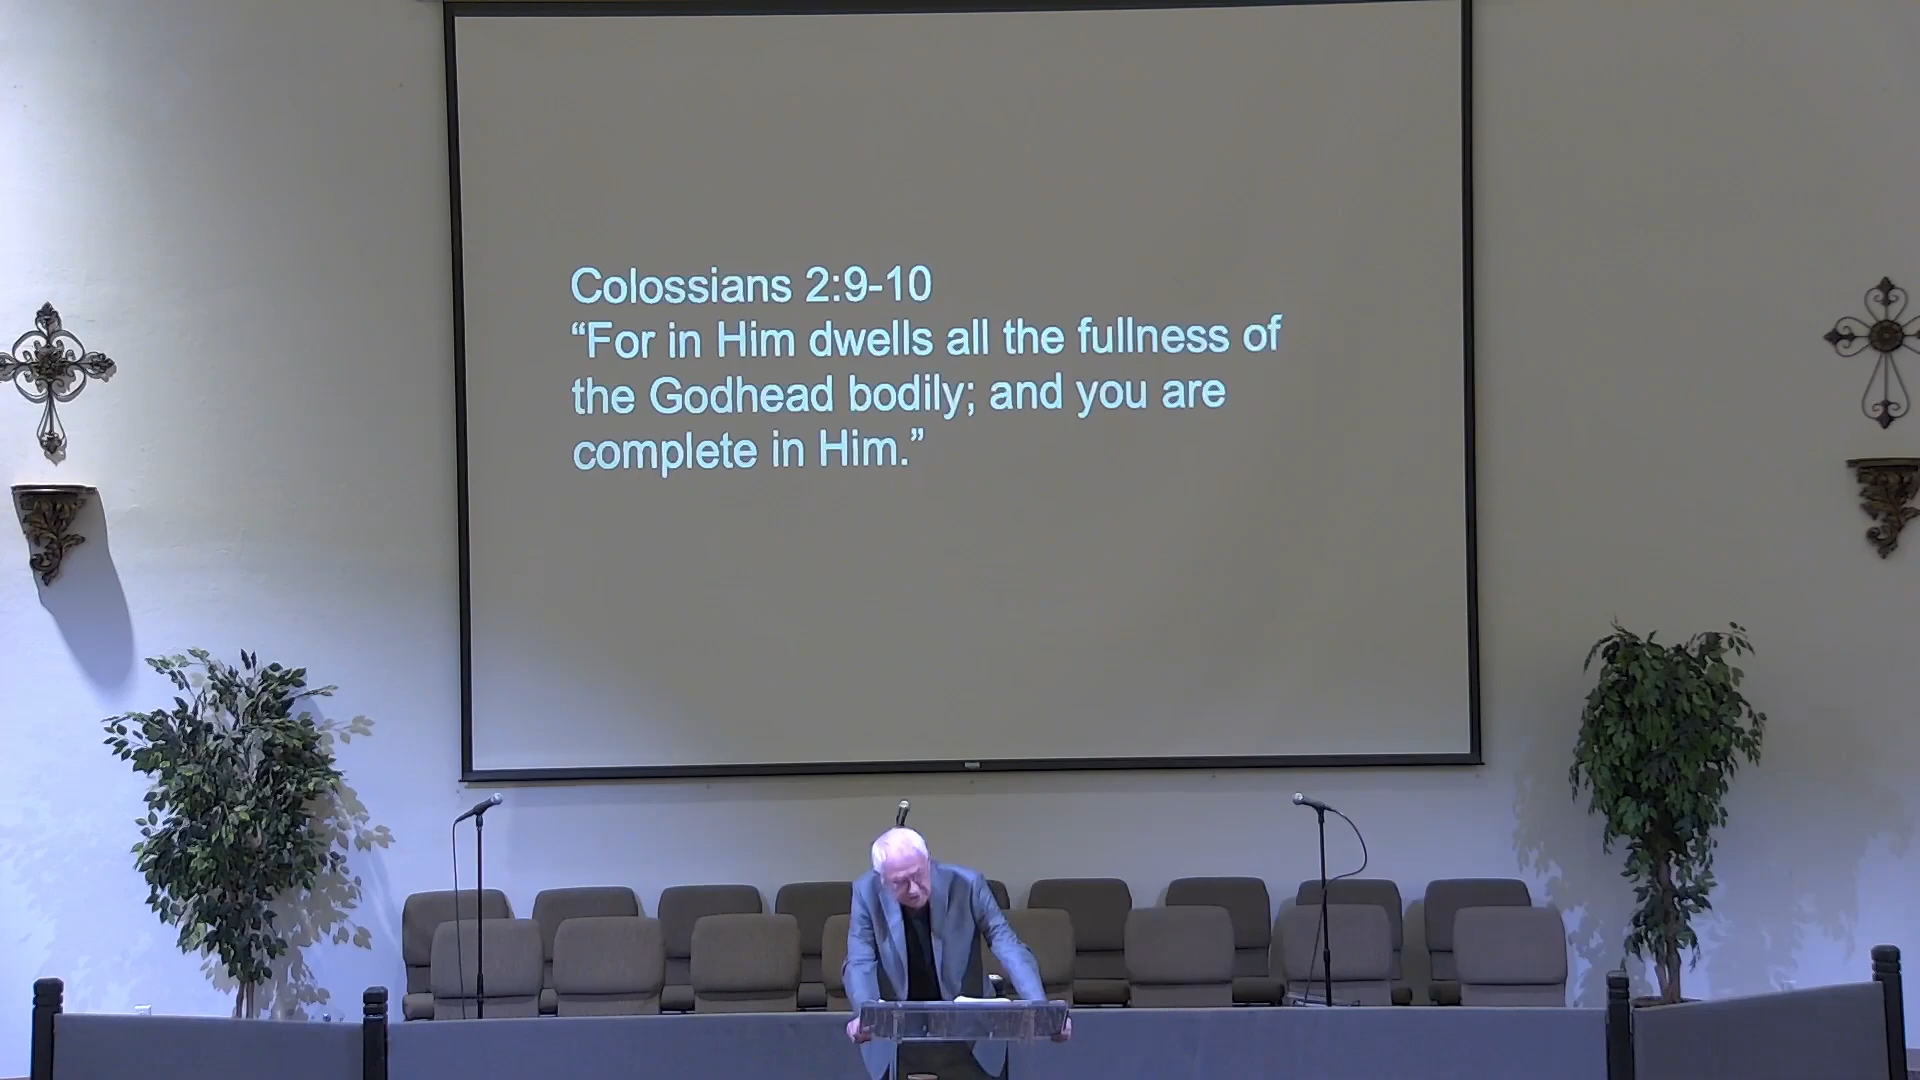 Colossians 2:9-10
“For in Him dwells all the fullness of
the Godhead bodily; and you are
complete in Him.”